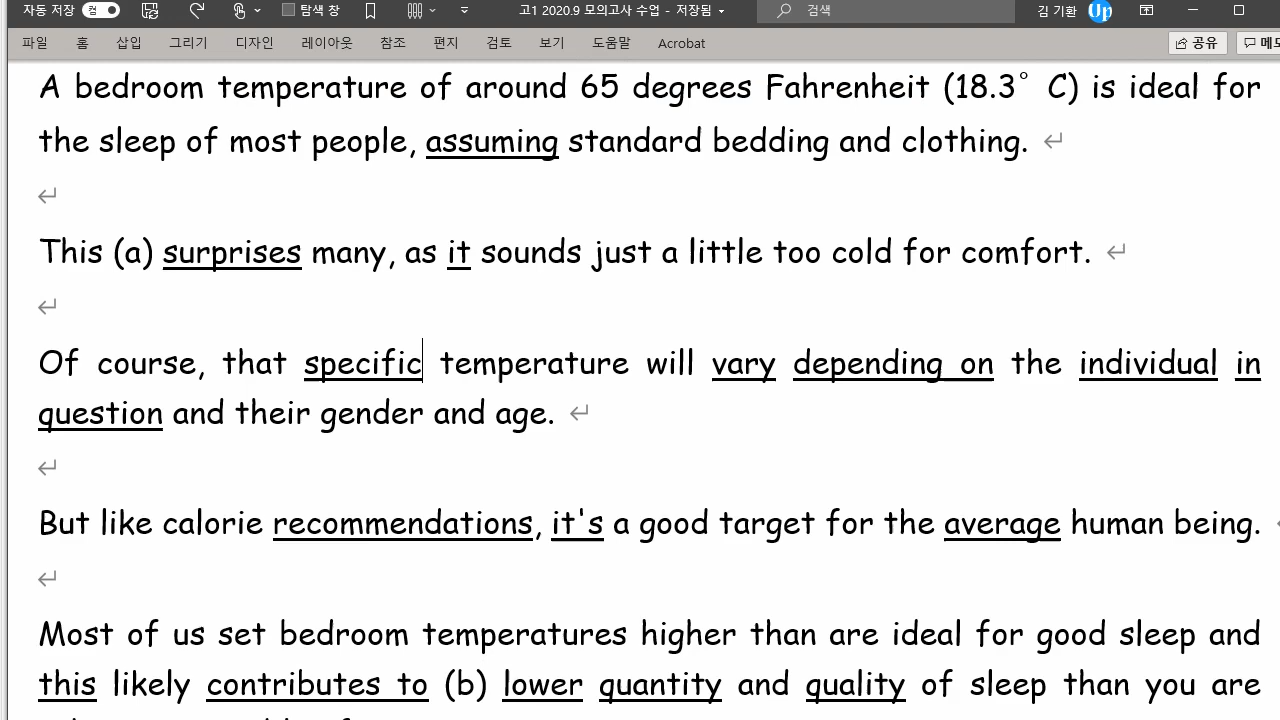 자동 저장 컴 탐색 창 고1 2020.9 모의고사 수업 - 저장됨 검색 김 기환 Up
파일 홈 삽입 그리기 디자인 레이아웃 참조 편지 검토 보기 도움말 Acrobat 공유
A bedroom temperature of around 65 degrees Fahrenheit (18.3° C) is ideal for
the sleep of most people, assuming standard bedding and clothing.
This (a) surprises many, as it sounds just a little too cold for comfort.
Of course, that specific temperature will vary depending on the individual in
question and their gender and age.
But like calorie recommendations, it's a good target for the average human being.
Most of us set bedroom temperatures higher than are ideal for good sleep and
this likely contributes to (b) lower quantity and quality of sleep than you are